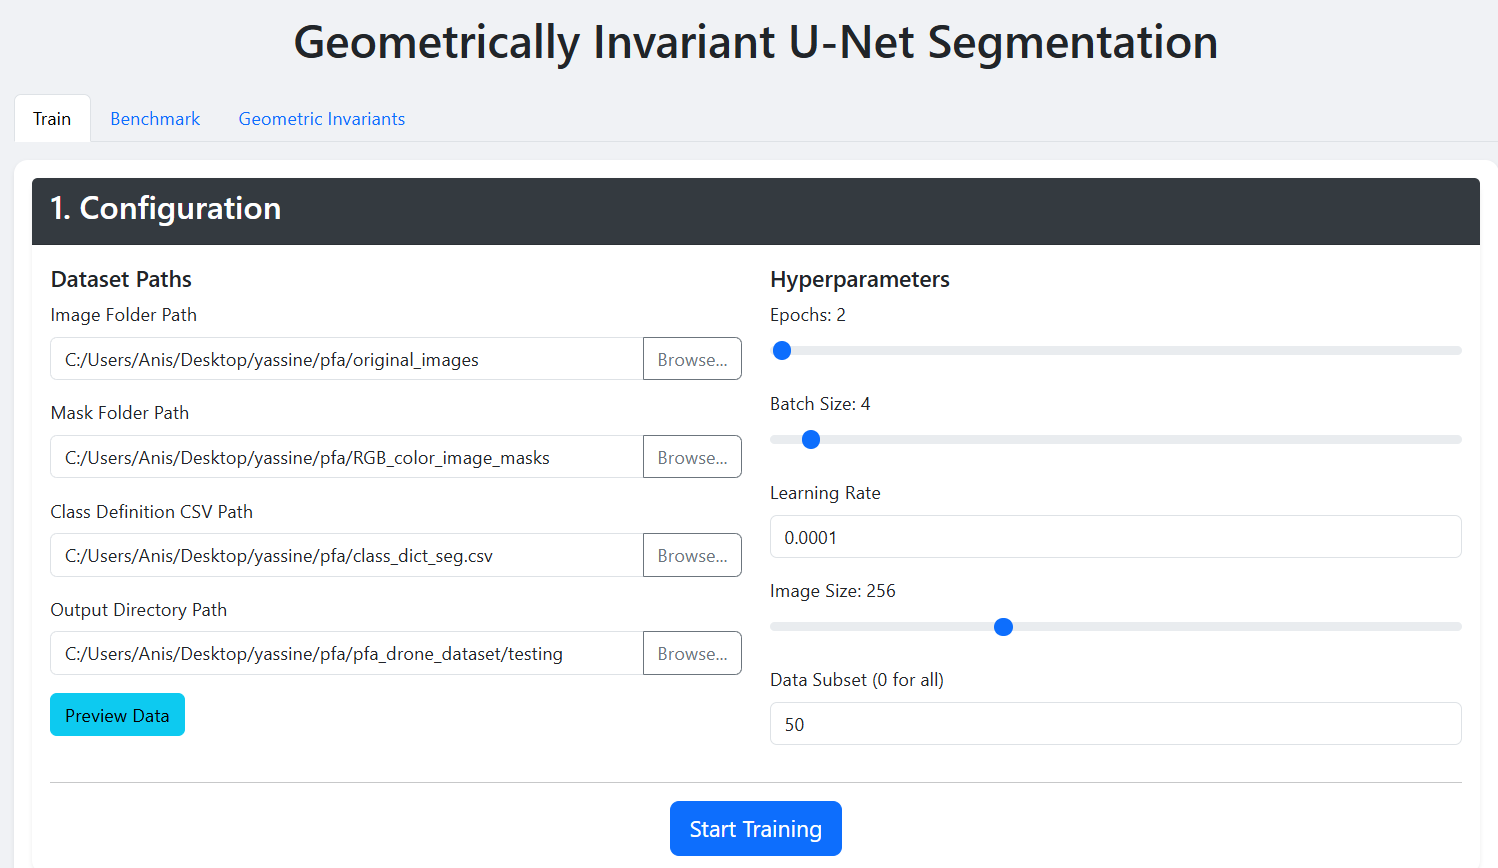 Geometrically Invariant U-Net Segmentation
Train
Benchmark
Geometric Invariants
1. Configuration
Dataset Paths
Image Folder Path
C:/Users/Anis/Desktop/yassine/pfa/original_images
Browse...
Mask Folder Path
C:/Users/Anis/Desktop/yassine/pfa/RGB_color_image_masks
Browse...
Class Definition CSV Path
C:/Users/Anis/Desktop/yassine/pfa/class_dict_seg.csv
Browse...
Output Directory Path
C:/Users/Anis/Desktop/yassine/pfa/pfa_drone_dataset/testing
Browse...
Preview Data
Hyperparameters
Epochs: 2
Batch Size: 4
Learning Rate
0.0001
Image Size: 256
Data Subset (0 for all)
50
Start Training